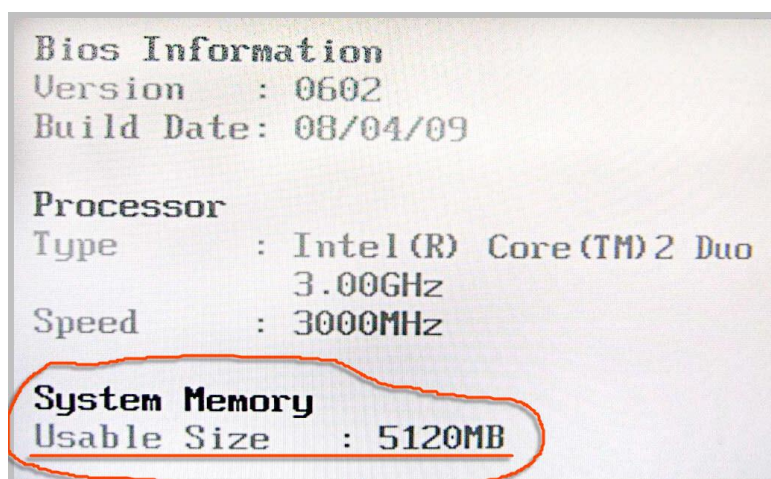 Bios Information
Version : 0602
Build Date: 08/04/09
Processor
Type : Intel(R) Core(TM)2 Duo
3.00GHz
Speed : 3000MHz
System Memory
Usable Size : 5120MB